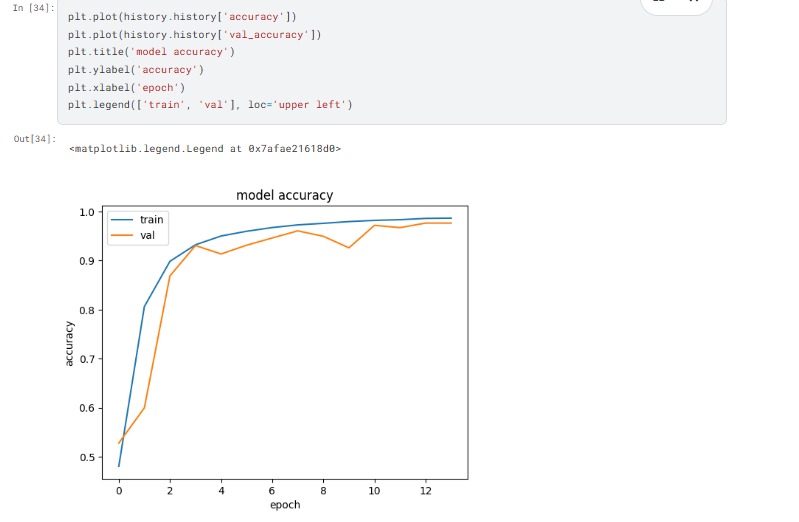 In [34]:
plt.plot(history.history['accuracy'])
plt.plot(history.history['val_accuracy'])
plt.title('model accuracy')
plt.ylabel('accuracy')
plt.xlabel('epoch')
plt.legend(['train', 'val'], loc='upper left')
Out[34]:
<matplotlib.legend.Legend at 0x7afae21618d0>
model accuracy
train
val
1.0
0.9
0.8
0.7
0.6
0.5
accuracy
0 2 4 6 8 10 12
epoch